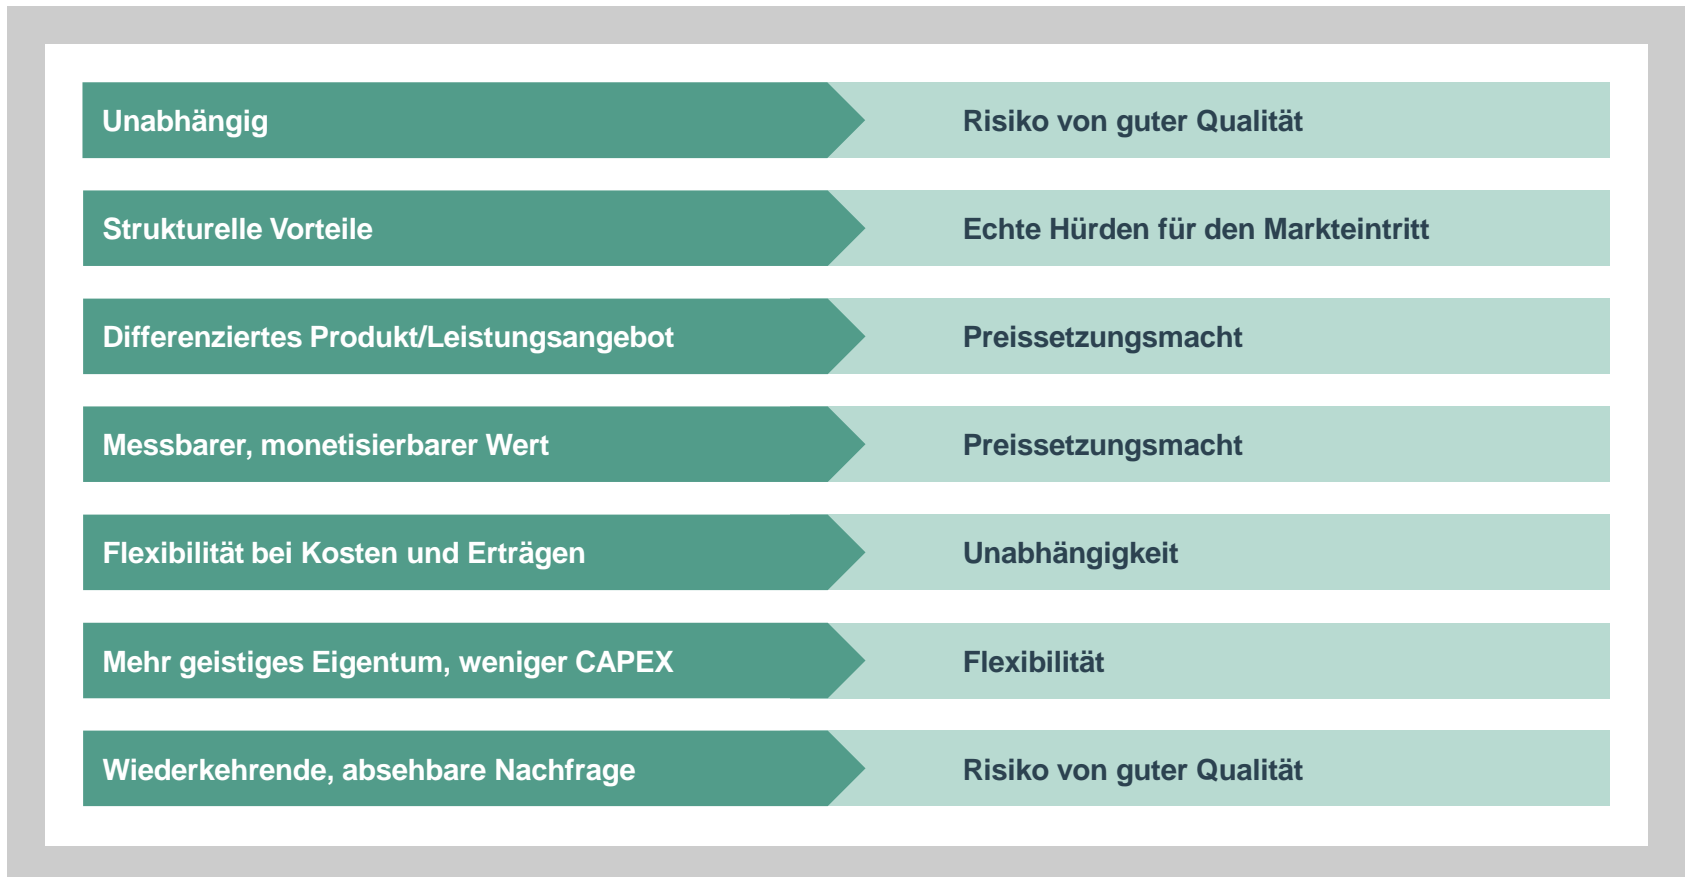 Unabhängig
Risiko von guter Qualität
Strukturelle Vorteile
Echte Hürden für den Markteintritt
Differenziertes Produkt/Leistungsangebot
Preissetzungsmacht
Messbarer, monetisierbarer Wert
Preissetzungsmacht
Flexibilität bei Kosten und Erträgen
Unabhängigkeit
Mehr geistiges Eigentum, weniger CAPEX
Flexibilität
Wiederkehrende, absehbare Nachfrage
Risiko von guter Qualität